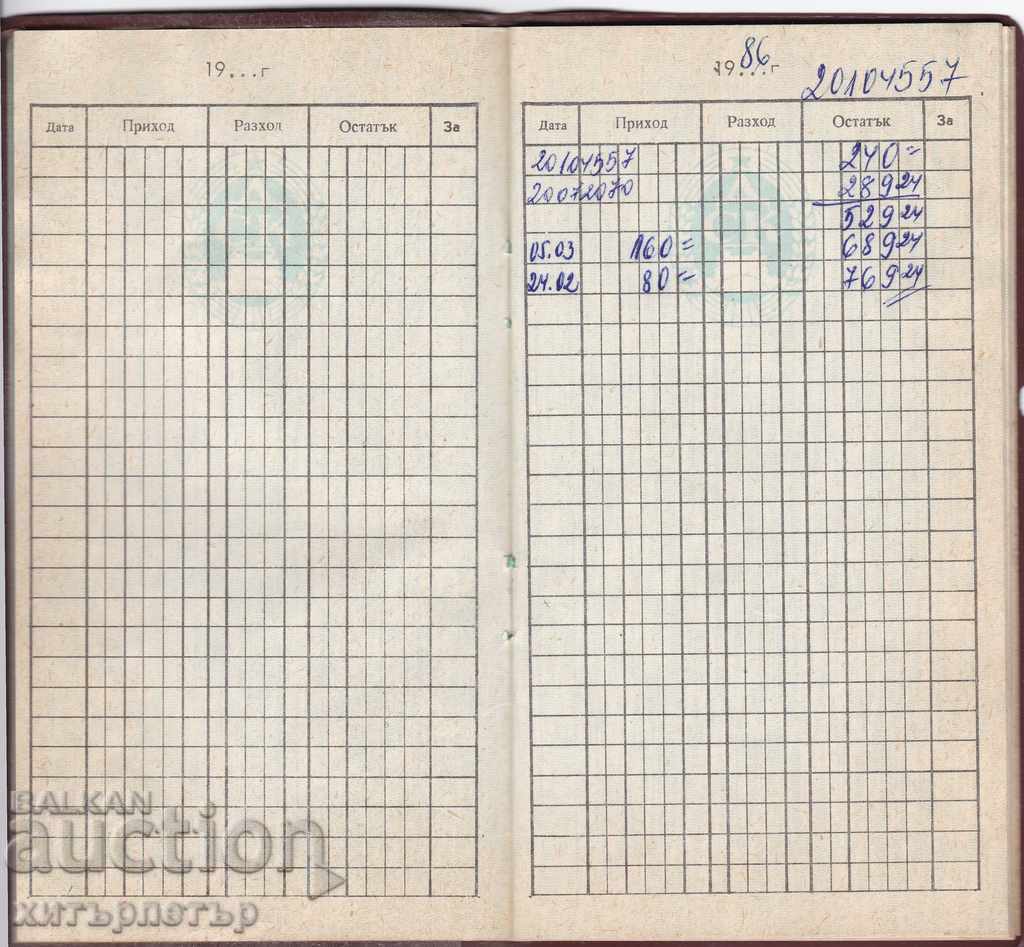 19...г
Дата Приход Разход Остатък За
1986г
20104557
Дата Приход Разход Остатък За
20104557 240=
20072070 289 24
529 24
05.03 160= 689 24
24.02 80= 769 24
BALKAN
auction
хитърпетър